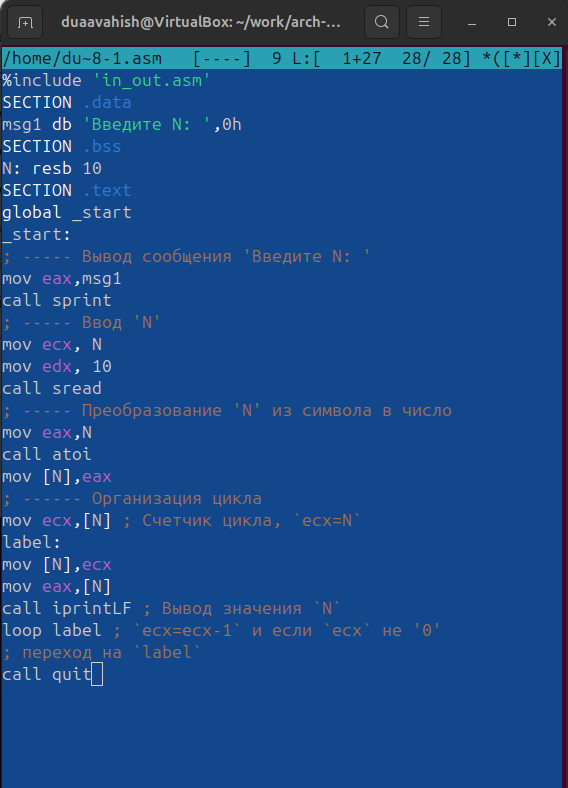 duaavahish@VirtualBox: ~/work/arch-...
/home/du~8-1.asm [----] 9 L:[ 1+27 28/ 28] *([*][X]
%include 'in_out.asm'
SECTION .data
msg1 db 'Введите N: ',0h
SECTION .bss
N: resb 10
SECTION .text
global _start
_start:
; ----- Вывод сообщения 'Введите N: '
mov eax,msg1
call sprint
; ----- Ввод 'N'
mov ecx, N
mov edx, 10
call sread
; ----- Преобразование 'N' из символа в число
mov eax,N
call atoi
mov [N],eax
; ------ Организация цикла
mov ecx,[N] ; Счетчик цикла, `ecx=N`
label:
mov [N],ecx
mov eax,[N]
call iprintLF ; Вывод значения `N`
loop label ; `ecx=ecx-1` и если `ecx` не '0'
; переход на `label`
call quit